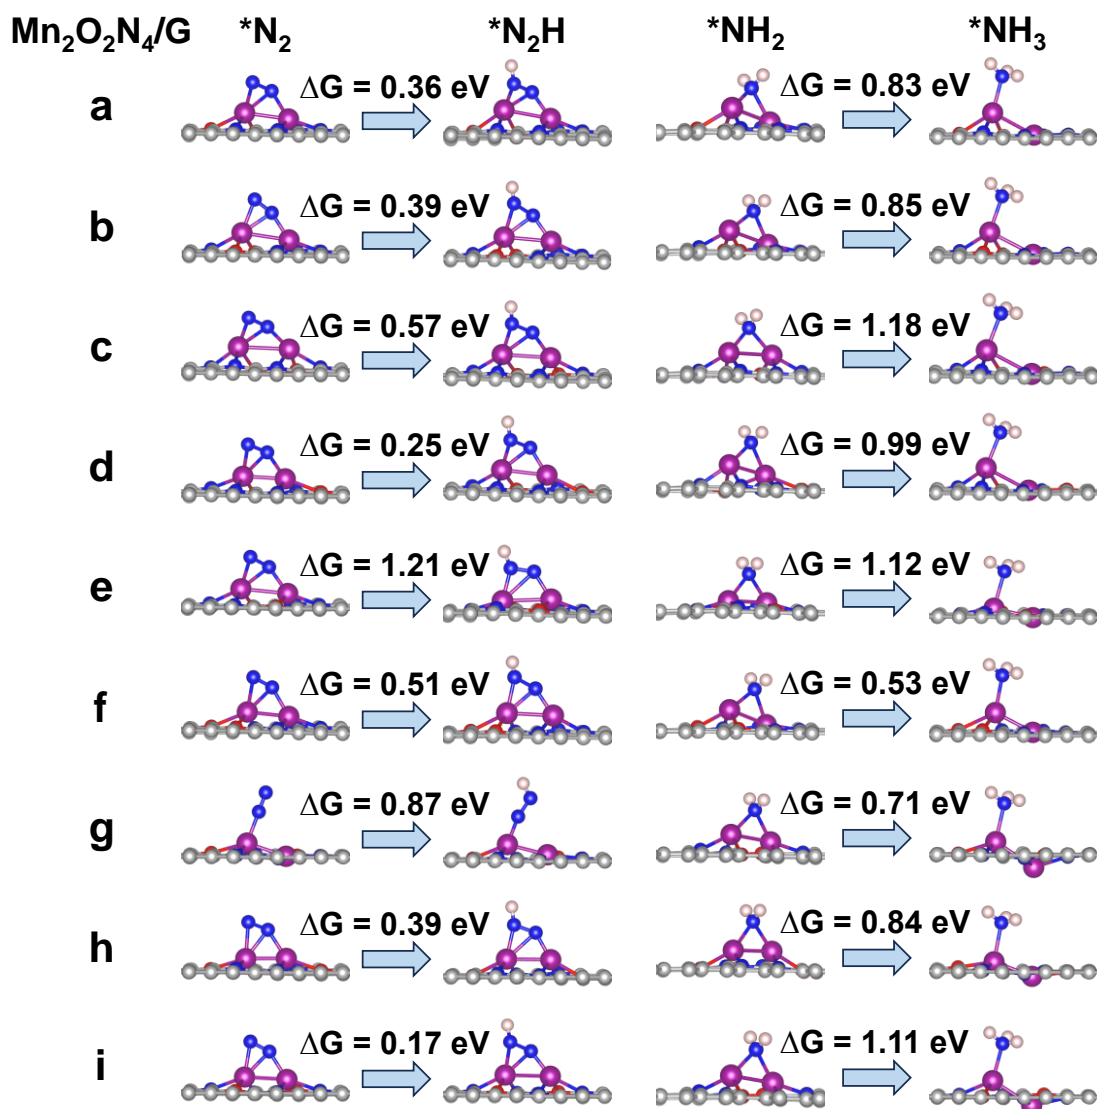 Mn₂O₂N₄/G *N₂ *N₂H *NH₂ *NH₃
a ΔG = 0.36 eV ΔG = 0.83 eV
b ΔG = 0.39 eV ΔG = 0.85 eV
c ΔG = 0.57 eV ΔG = 1.18 eV
d ΔG = 0.25 eV ΔG = 0.99 eV
e ΔG = 1.21 eV ΔG = 1.12 eV
f ΔG = 0.51 eV ΔG = 0.53 eV
g ΔG = 0.87 eV ΔG = 0.71 eV
h ΔG = 0.39 eV ΔG = 0.84 eV
i ΔG = 0.17 eV ΔG = 1.11 eV